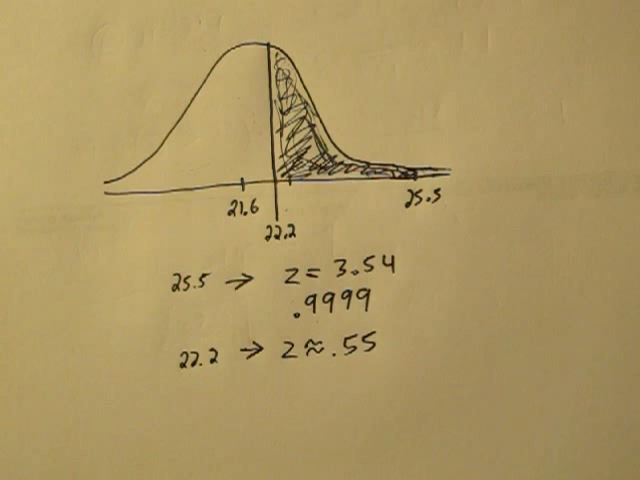 21.6
25.5
22.2
25.5 → z = 3.54
.9999
22.2 → z ≈ .55